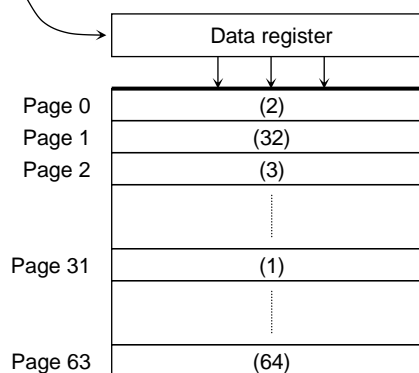 Data register
Page 0 (2)
Page 1 (32)
Page 2 (3)
Page 31 (1)
Page 63 (64)